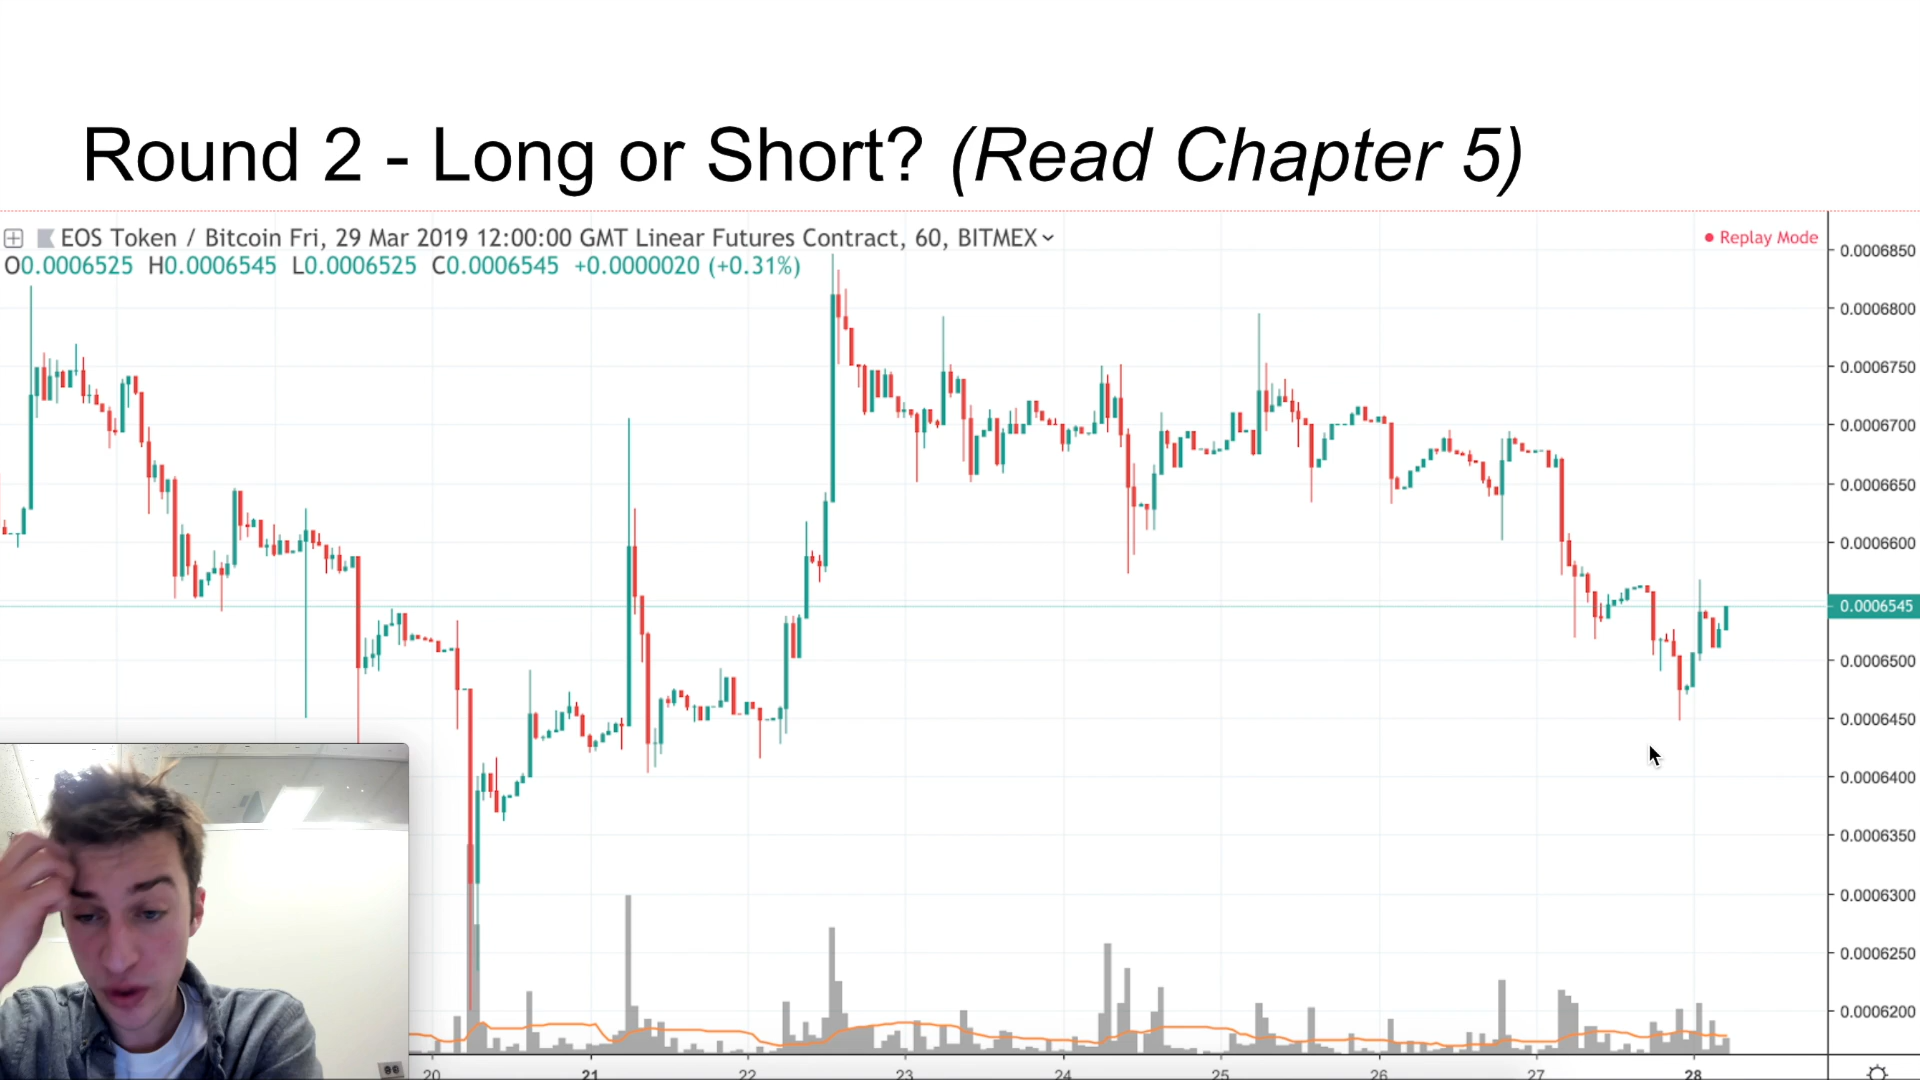 Round 2 - Long or Short? (Read Chapter 5)
EOS Token / Bitcoin Fri, 29 Mar 2019 12:00:00 GMT Linear Futures Contract, 60, BITMEX
Replay Mode
O0.0006525 H0.0006545 L0.0006525 C0.0006545 +0.0000020 (+0.31%)
0.0006850
0.0006800
0.0006750
0.0006700
0.0006650
0.0006600
0.0006545
0.0006500
0.0006450
0.0006400
0.0006350
0.0006300
0.0006250
0.0006200
20 21 22 23 24 25 26 27 28